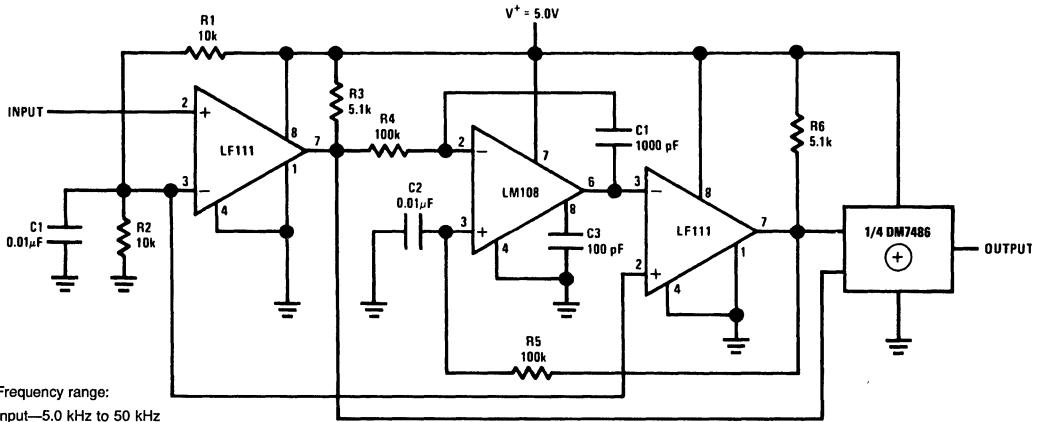 V+ = 5.0V
R1
10k
INPUT
2
+
3
−
LF111
8
7
1
4
R3
5.1k
R4
100k
C1
0.01μF
R2
10k
C2
0.01μF
2
−
3
+
LM108
7
6
8
4
C1
1000 pF
C3
100 pF
3
−
2
+
LF111
8
7
1
4
R6
5.1k
1/4 DM7486
+
OUTPUT
R5
100k
Frequency range:
nput—5.0 kHz to 50 kHz